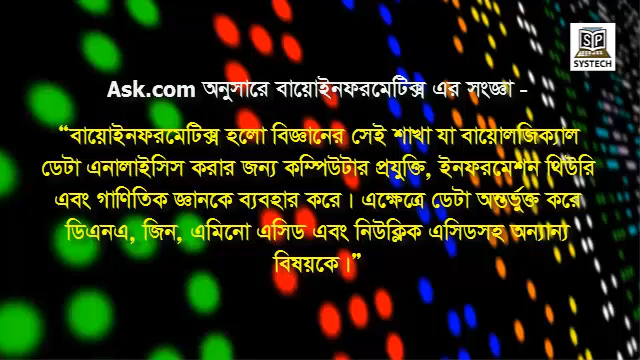 SP
SYSTECH
Ask.com অনুসারে বায়োইনফরমেটিক্স এর সংজ্ঞা -
“বায়োইনফরমেটিক্স হলো বিজ্ঞানের সেই শাখা যা বায়োলজিক্যাল
ডেটা এনালাইসিস করার জন্য কম্পিউটার প্রযুক্তি, ইনফরমেশন থিউরি
এবং গাণিতিক জ্ঞানকে ব্যবহার করে। এক্ষেত্রে ডেটা অন্তর্ভুক্ত করে
ডিএনএ, জিন, এমিনো এসিড এবং নিউক্লিক এসিডসহ অন্যান্য
বিষয়কে।”